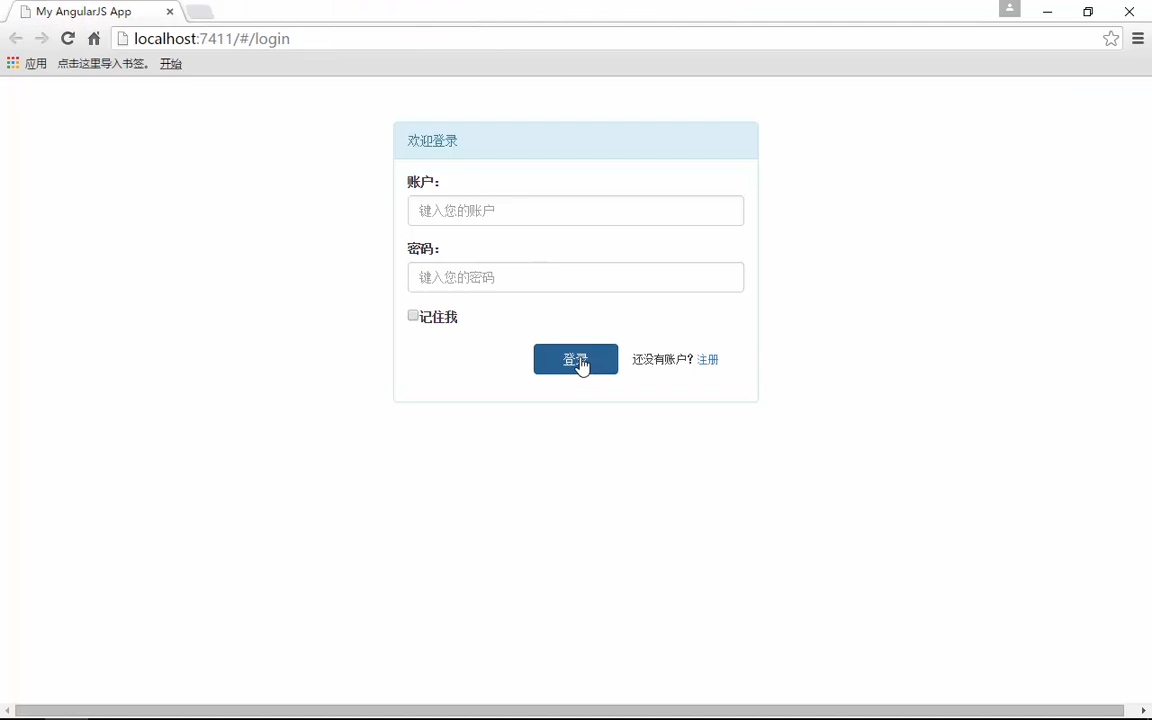 My AngularJS App
localhost:7411/#/login
应用 点击这里导入书签。 开始
欢迎登录
账户：
键入您的账户
密码：
键入您的密码
记住我
登录 还没有账户? 注册